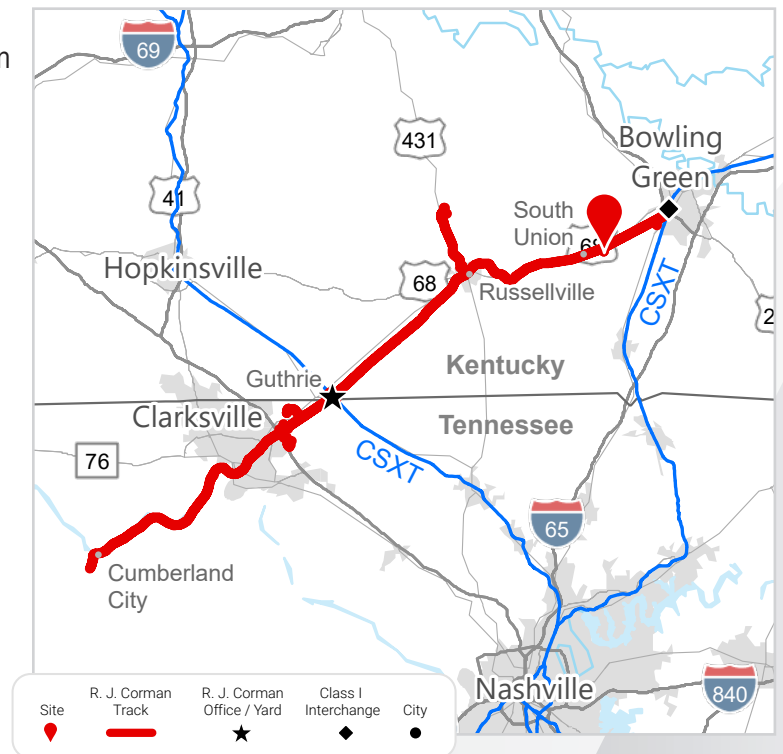 69
431
Bowling
Green
41
South
Union
68
Hopkinsville
68
Russellville
CSXT
Kentucky
Guthrie
Clarksville
Tennessee
76
CSXT
65
Cumberland
City
Nashville
840
R. J. Corman
Track
R. J. Corman
Office / Yard
Class I
Interchange
Site
City